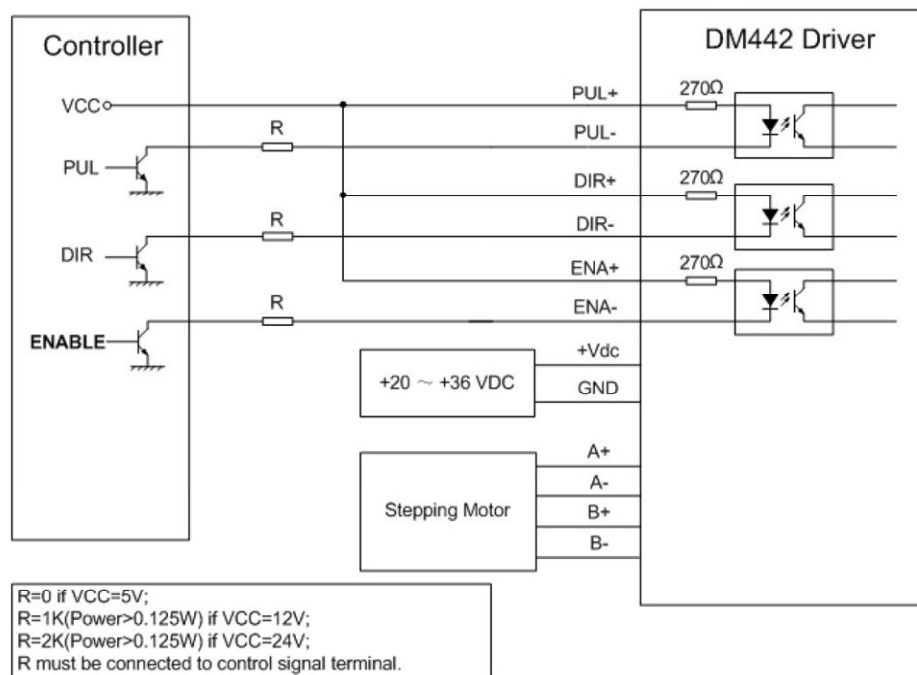 Controller
DM442 Driver
VCC
PUL+
270Ω
R
PUL-
PUL
DIR+
270Ω
R
DIR-
DIR
ENA+
270Ω
R
ENA-
ENABLE
+Vdc
+20 ~ +36 VDC
GND
A+
A-
Stepping Motor
B+
B-
R=0 if VCC=5V;
R=1K(Power>0.125W) if VCC=12V;
R=2K(Power>0.125W) if VCC=24V;
R must be connected to control signal terminal.